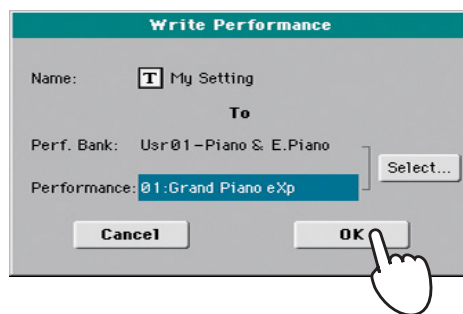 Write Performance
Name: T My Setting
To
Perf. Bank: Usr01-Piano & E.Piano
Select...
Performance: 01:Grand Piano eXp
Cancel OK